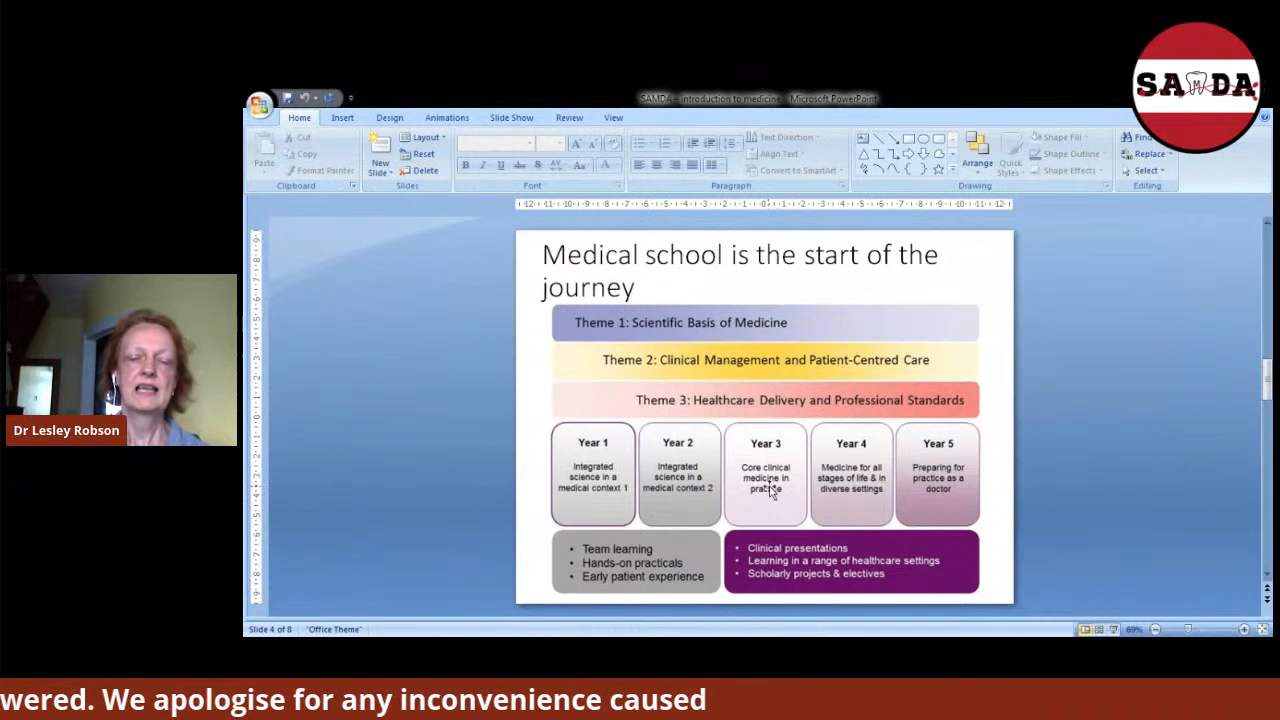 SAMDA
SAMDA - introduction to medicine - Microsoft PowerPoint
Home Insert Design Animations Slide Show Review View
Cut
Copy
Format Painter
Paste
Clipboard
New
Slide
Layout
Reset
Delete
Slides
Font
Text Direction
Align Text
Convert to SmartArt
Paragraph
Arrange
Quick
Styles
Shape Fill
Shape Outline
Shape Effects
Drawing
Find
Replace
Select
Editing
Medical school is the start of the
journey
Theme 1: Scientific Basis of Medicine
Theme 2: Clinical Management and Patient-Centred Care
Theme 3: Healthcare Delivery and Professional Standards
Year 1
Integrated
science in a
medical context 1
Year 2
Integrated
science in a
medical context 2
Year 3
Core clinical
medicine in
practice
Year 4
Medicine for all
stages of life & in
diverse settings
Year 5
Preparing for
practice as a
doctor
• Team learning
• Hands-on practicals
• Early patient experience
• Clinical presentations
• Learning in a range of healthcare settings
• Scholarly projects & electives
Dr Lesley Robson
Slide 4 of 8 "Office Theme" 69%
wered. We apologise for any inconvenience caused